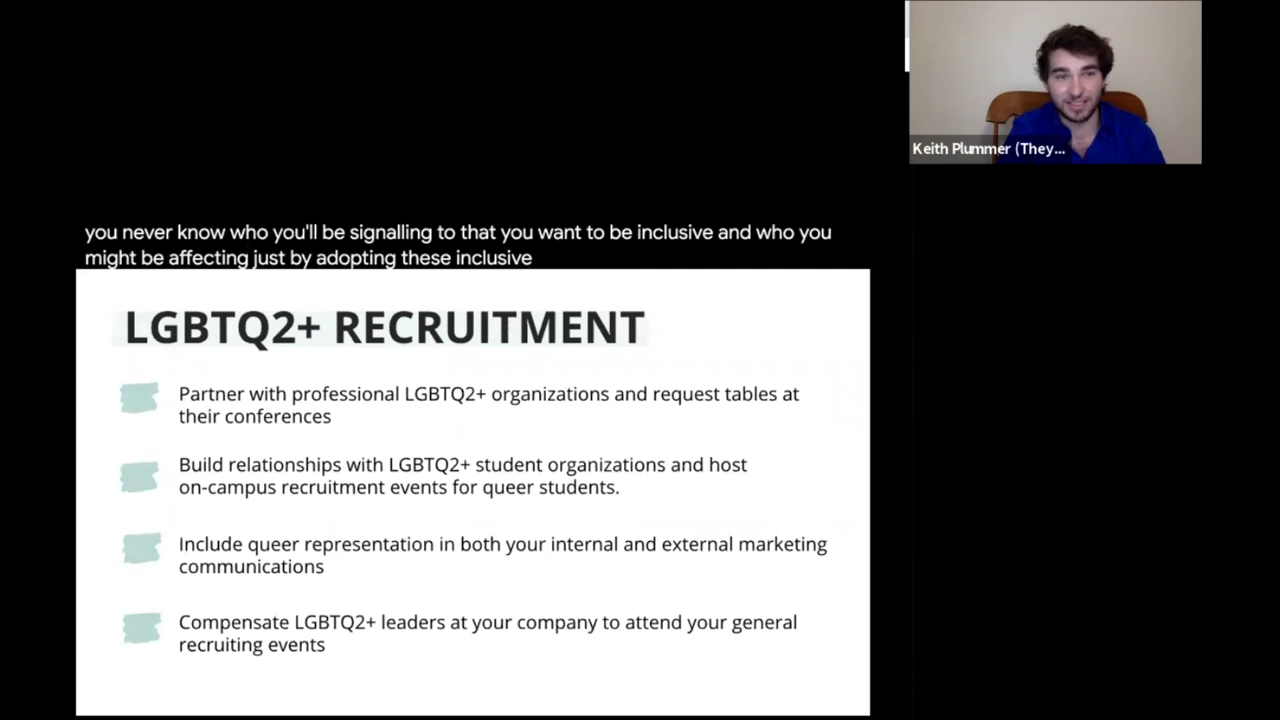 Keith Plummer (They...
you never know who you'll be signalling to that you want to be inclusive and who you
might be affecting just by adopting these inclusive
LGBTQ2+ RECRUITMENT
Partner with professional LGBTQ2+ organizations and request tables at
their conferences
Build relationships with LGBTQ2+ student organizations and host
on-campus recruitment events for queer students.
Include queer representation in both your internal and external marketing
communications
Compensate LGBTQ2+ leaders at your company to attend your general
recruiting events